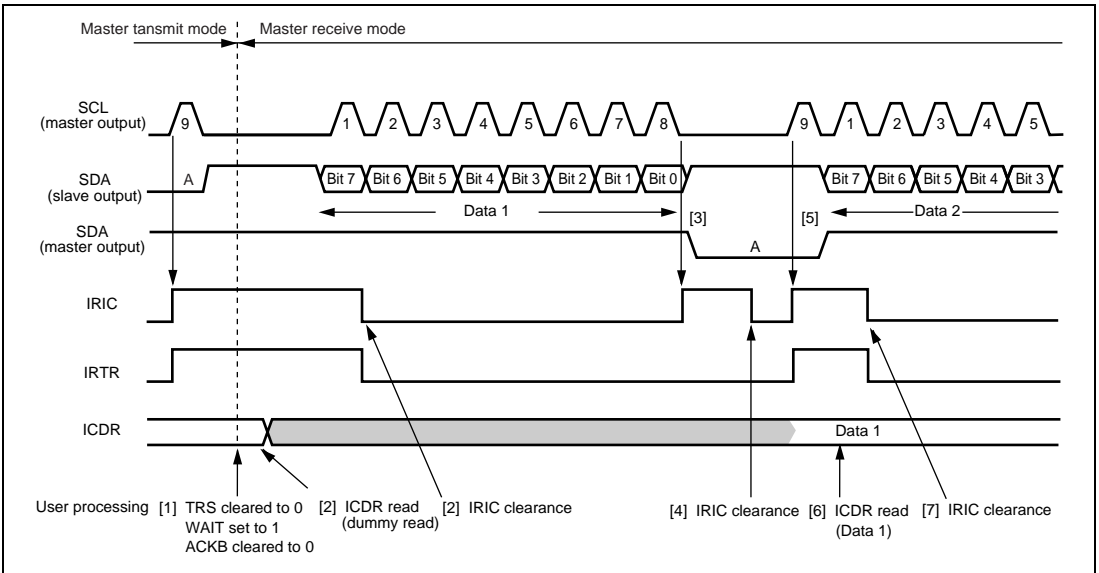 Master tansmit mode Master receive mode
SCL
(master output)
9 1 2 3 4 5 6 7 8 9 1 2 3 4 5
SDA
(slave output)
A Bit 7 Bit 6 Bit 5 Bit 4 Bit 3 Bit 2 Bit 1 Bit 0 Bit 7 Bit 6 Bit 5 Bit 4 Bit 3
Data 1 [3] [5] Data 2
SDA
(master output)
A
IRIC
IRTR
ICDR
Data 1
User processing [1] TRS cleared to 0
WAIT set to 1
ACKB cleared to 0
[2] ICDR read
(dummy read)
[2] IRIC clearance
[4] IRIC clearance
[6] ICDR read
(Data 1)
[7] IRIC clearance